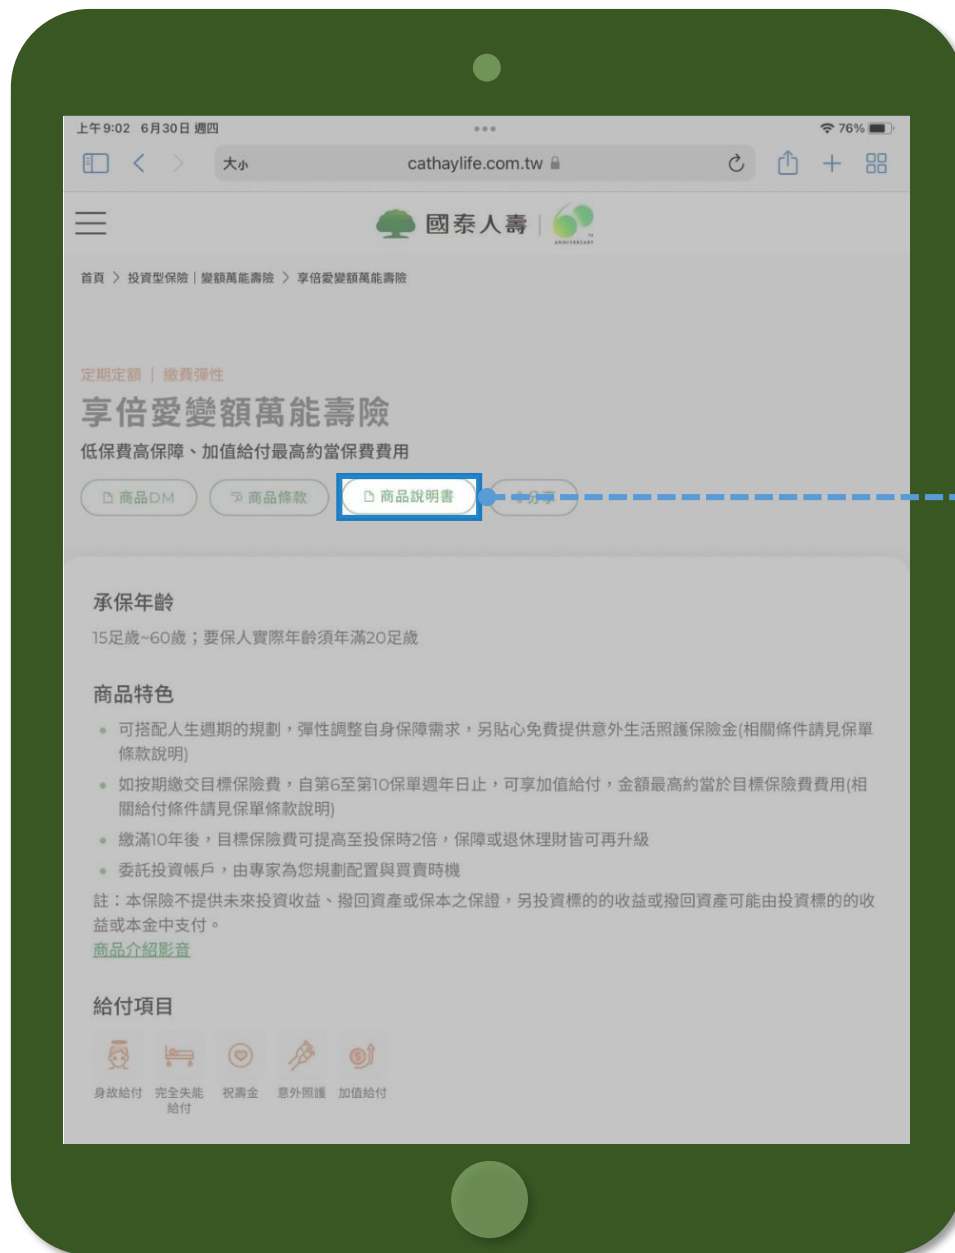 上午9:02 6月30日 週四
76%
大小
cathaylife.com.tw
國泰人壽
ANNIVERSARY
首頁 〉 投資型保險｜變額萬能壽險 〉 享倍愛變額萬能壽險
定期定額｜繳費彈性
享倍愛變額萬能壽險
低保費高保障、加值給付最高約當保費費用
商品DM 商品條款 商品說明書 分享
承保年齡
15足歲~60歲；要保人實際年齡須年滿20足歲
商品特色
• 可搭配人生週期的規劃，彈性調整自身保障需求，另貼心免費提供意外生活照護保險金(相關條件請見保單
條款說明)
• 如按期繳交目標保險費，自第6至第10保單週年日止，可享加值給付，金額最高約當於目標保險費費用(相
關給付條件請見保單條款說明)
• 繳滿10年後，目標保險費可提高至投保時2倍，保障或退休理財皆可再升級
• 委託投資帳戶，由專家為您規劃配置與買賣時機
註：本保險不提供未來投資收益、撥回資產或保本之保證，另投資標的的收益或撥回資產可能由投資標的的收
益或本金中支付。
商品介紹影音
給付項目
身故給付 完全失能 祝壽金 意外照護 加值給付
給付